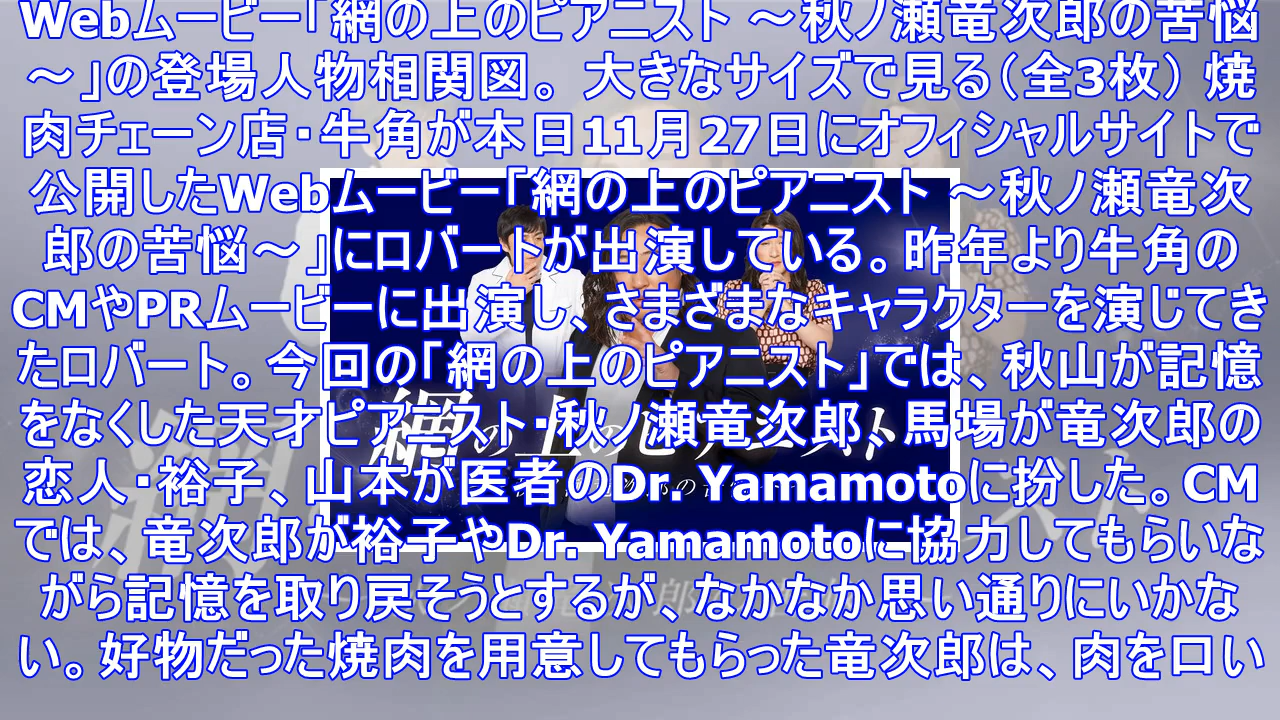 Webムービー「網の上のピアニスト ～秋ノ瀬竜次郎の苦悩
～」の登場人物相関図。 大きなサイズで見る（全3枚） 焼
肉チェーン店・牛角が本日11月27日にオフィシャルサイトで
公開したWebムービー「網の上のピアニスト ～秋ノ瀬竜次
郎の苦悩～」にロバートが出演している。昨年より牛角の
CMやPRムービーに出演し、さまざまなキャラクターを演じてき
たロバート。今回の「網の上のピアニスト」では、秋山が記憶
をなくした天才ピアニスト・秋ノ瀬竜次郎、馬場が竜次郎の
恋人・裕子、山本が医者のDr. Yamamotoに扮した。CM
では、竜次郎が裕子やDr. Yamamotoに協力してもらいな
がら記憶を取り戻そうとするが、なかなか思い通りにいかな
い。好物だった焼肉を用意してもらった竜次郎は、肉を口い
網の上のピアニスト